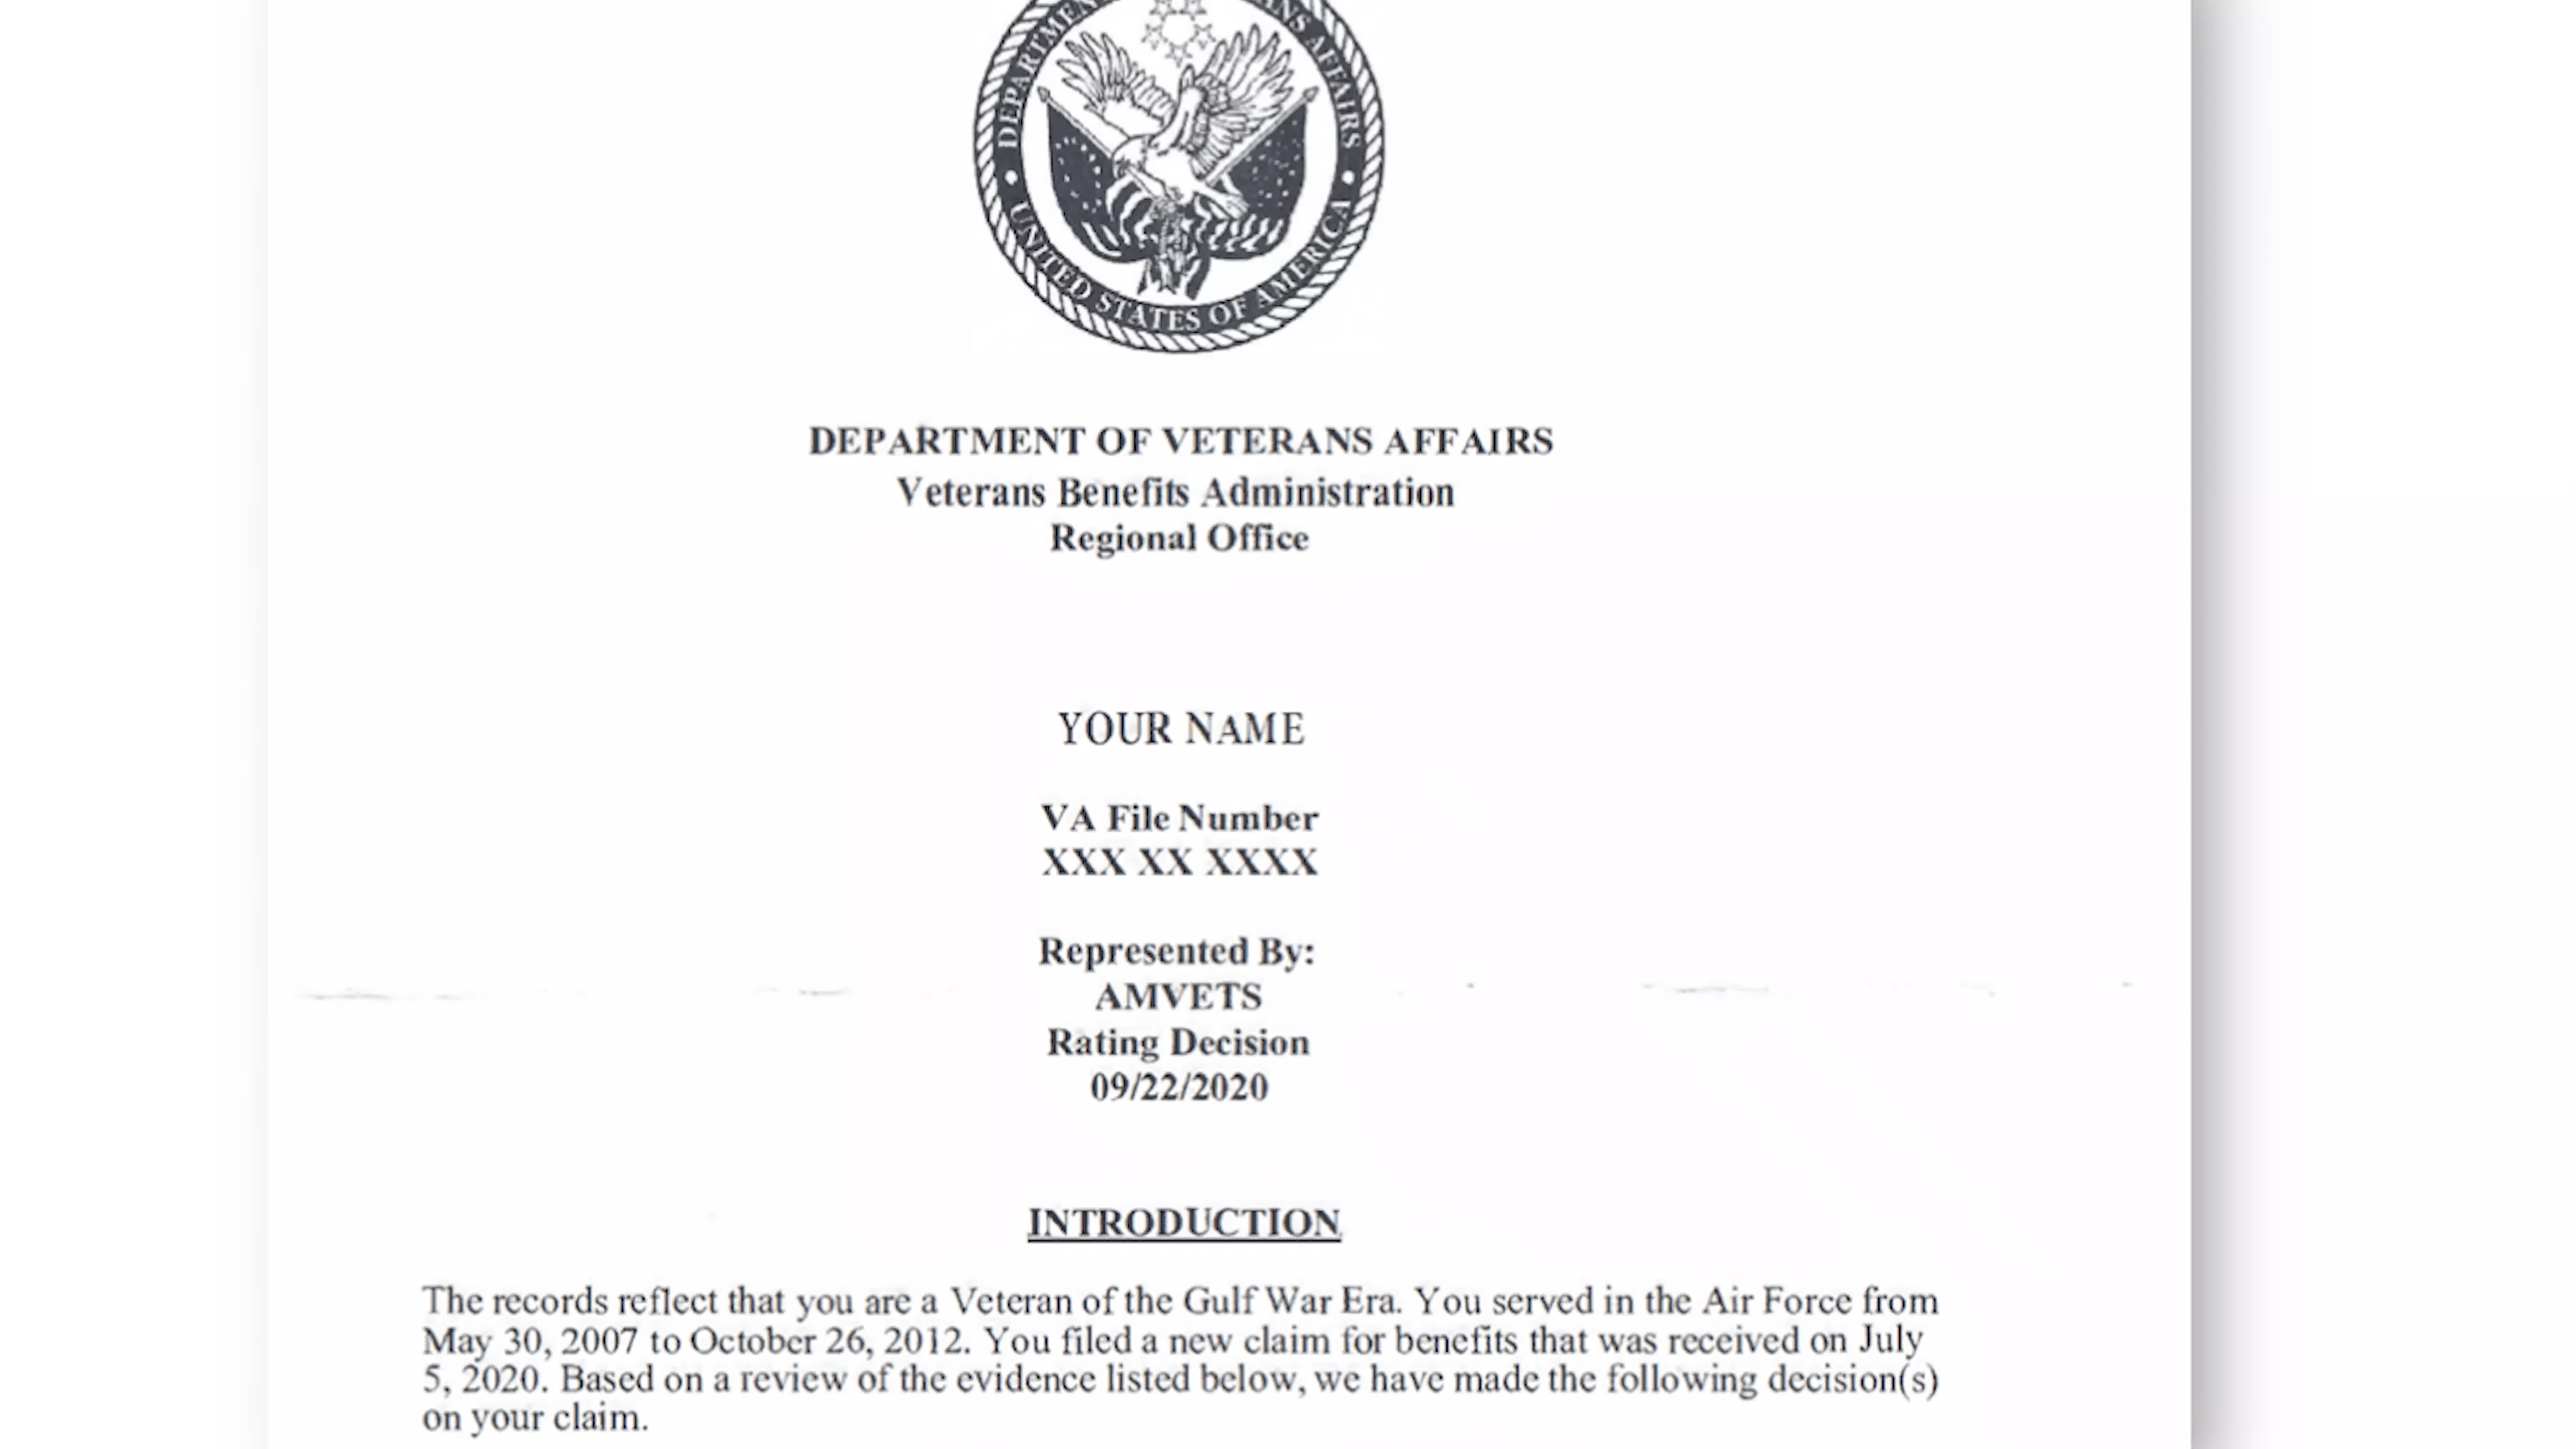 DEPARTMENT OF VETERANS AFFAIRS
UNITED STATES OF AMERICA
DEPARTMENT OF VETERANS AFFAIRS
Veterans Benefits Administration
Regional Office
YOUR NAME
VA File Number
XXX XX XXXX
Represented By:
AMVETS
Rating Decision
09/22/2020
INTRODUCTION
The records reflect that you are a Veteran of the Gulf War Era. You served in the Air Force from
May 30, 2007 to October 26, 2012. You filed a new claim for benefits that was received on July
5, 2020. Based on a review of the evidence listed below, we have made the following decision(s)
on your claim.